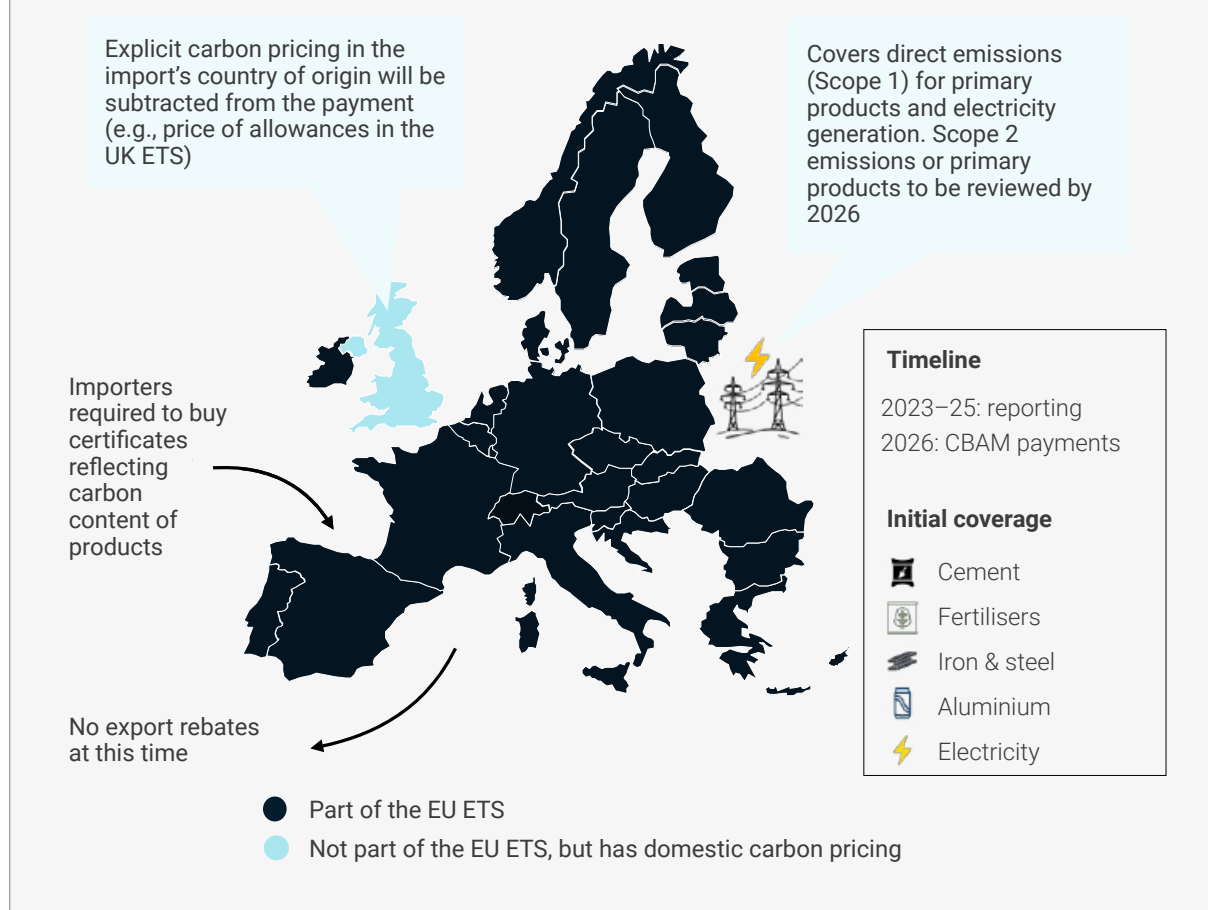 Explicit carbon pricing in the
import’s country of origin will be
subtracted from the payment
(e.g., price of allowances in the
UK ETS)
Covers direct emissions
(Scope 1) for primary
products and electricity
generation. Scope 2
emissions or primary
products to be reviewed by
2026
Importers
required to buy
certificates
reflecting
carbon
content of
products
No export rebates
at this time
Timeline
2023–25: reporting
2026: CBAM payments
Initial coverage
Cement
Fertilisers
Iron & steel
Aluminium
Electricity
Part of the EU ETS
Not part of the EU ETS, but has domestic carbon pricing